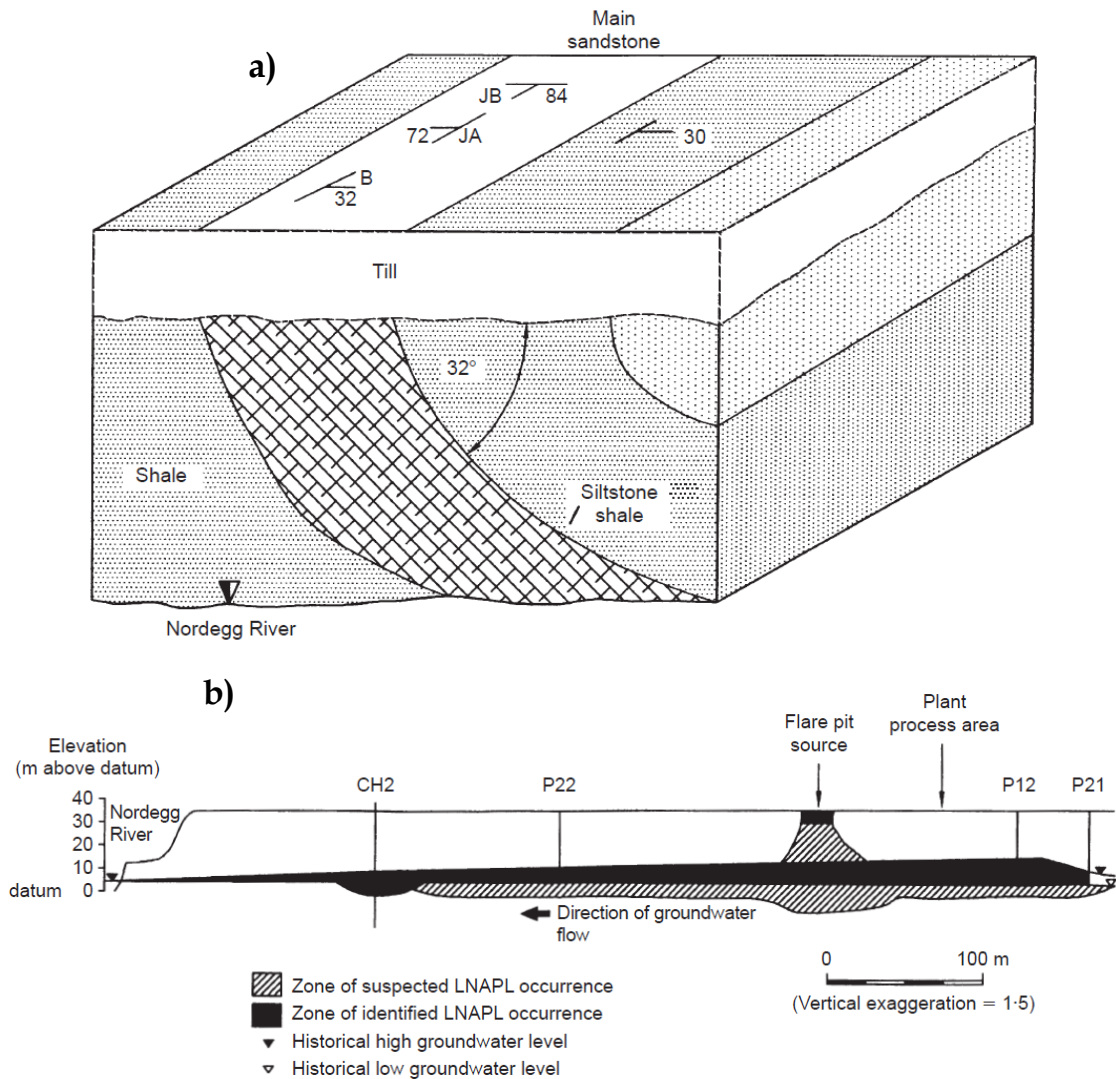 a)
Main
sandstone
JB
84
72
JA
30
B
32
Till
32°
Shale
Siltstone
shale
Nordegg River
b)
Plant
process area
Flare pit
source
Elevation
(m above datum)
CH2
P22
P12
P21
40
Nordegg
River
30
20
10
datum
0
Direction of groundwater
flow
0
100 m
(Vertical exaggeration = 1·5)
Zone of suspected LNAPL occurrence
Zone of identified LNAPL occurrence
Historical high groundwater level
Historical low groundwater level